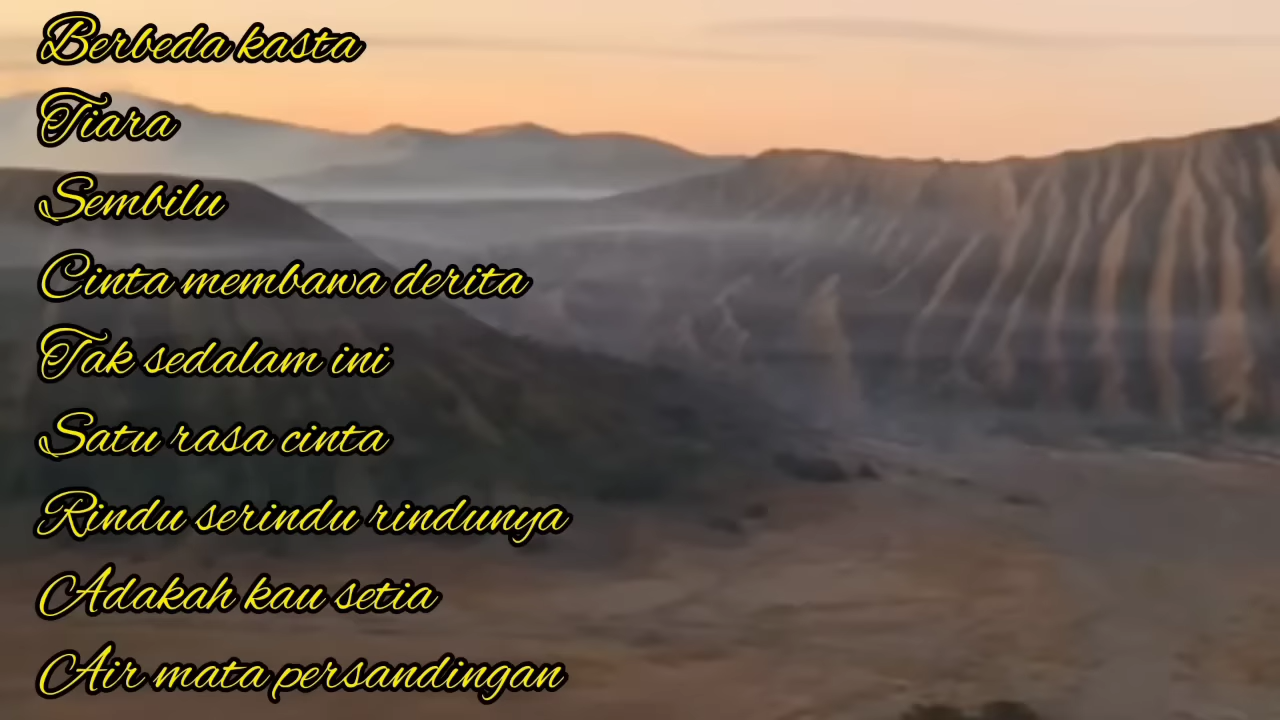 Berbeda kasta
Tiara
Sembilu
Cinta membawa derita
Tak sedalam ini
Satu rasa cinta
Rindu serindu rindunya
Adakah kau setia
Air mata persandingan